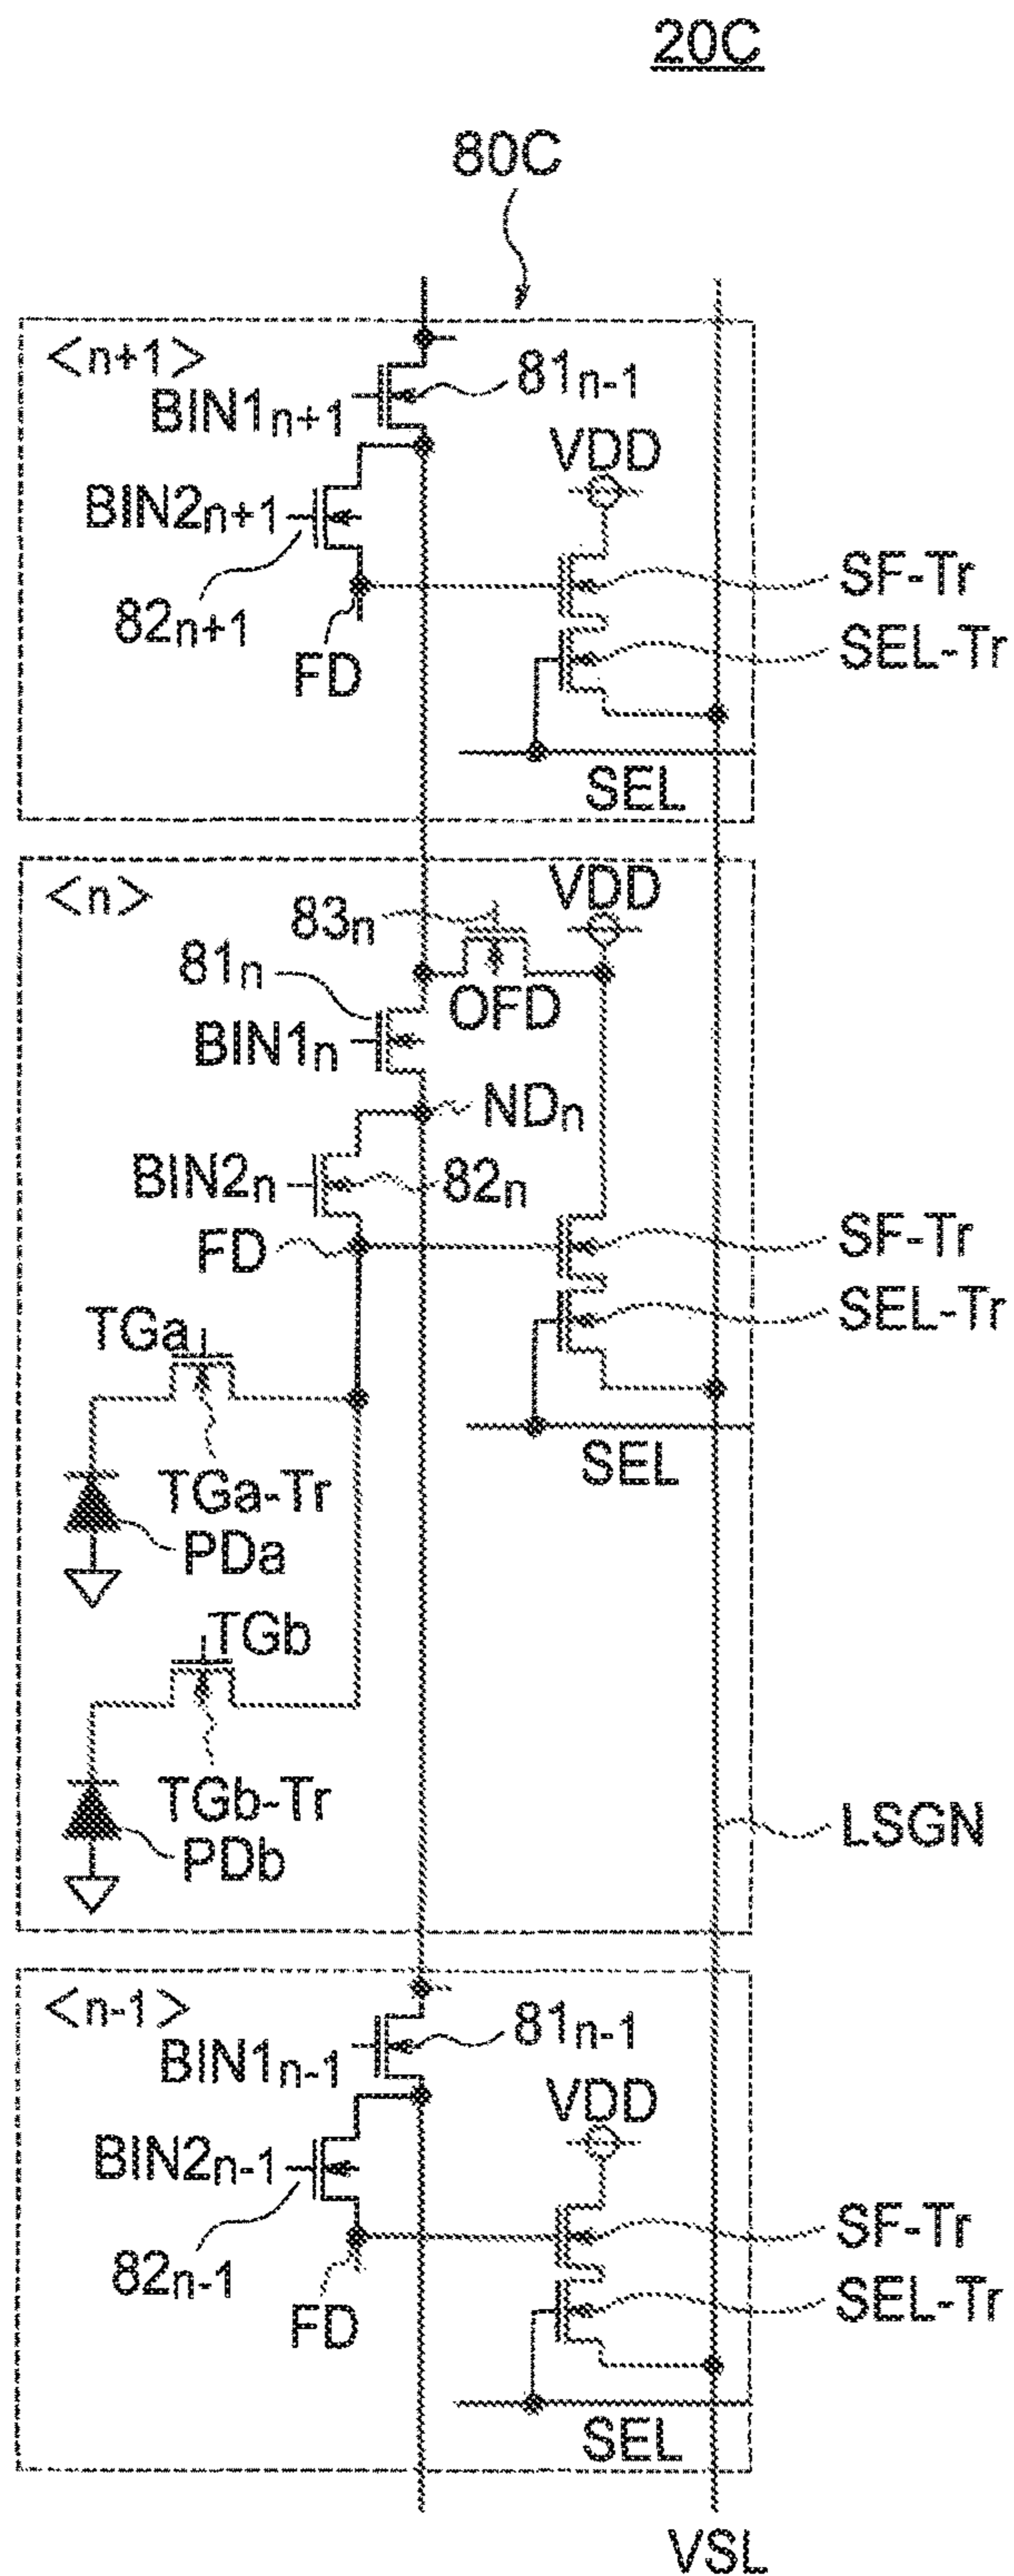 20C
80C
<n+1>
BIN1n+1
81n-1
VDD
BIN2n+1
SF-Tr
82n+1
SEL-Tr
FD
SEL
<n>
VDD
83n
81n
OFD
BIN1n
NDn
BIN2n
82n
FD
SF-Tr
SEL-Tr
TGa
SEL
TGa-Tr
PDa
TGb
TGb-Tr
PDb
LSGN
<n-1>
BIN1n-1
81n-1
VDD
BIN2n-1
SF-Tr
82n-1
SEL-Tr
FD
SEL
VSL